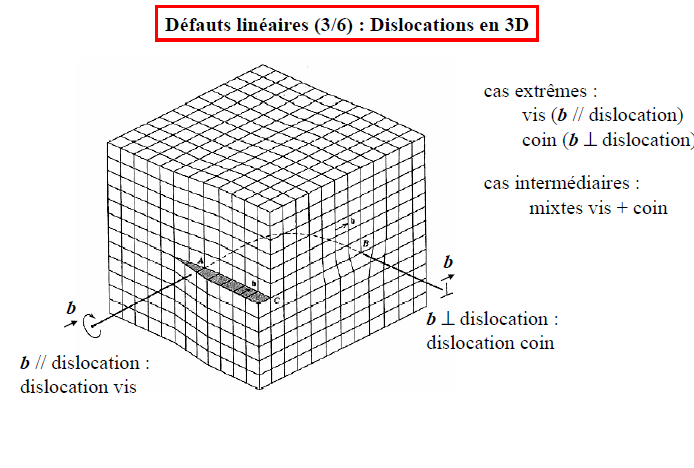 Défauts linéaires (3/6) : Dislocations en 3D
cas extrêmes :
vis (b // dislocation)
coin (b ⊥ dislocation)
cas intermédiaires :
mixtes vis + coin
b
A
B
b
b
C
b
b ⊥ dislocation :
dislocation coin
b // dislocation :
dislocation vis